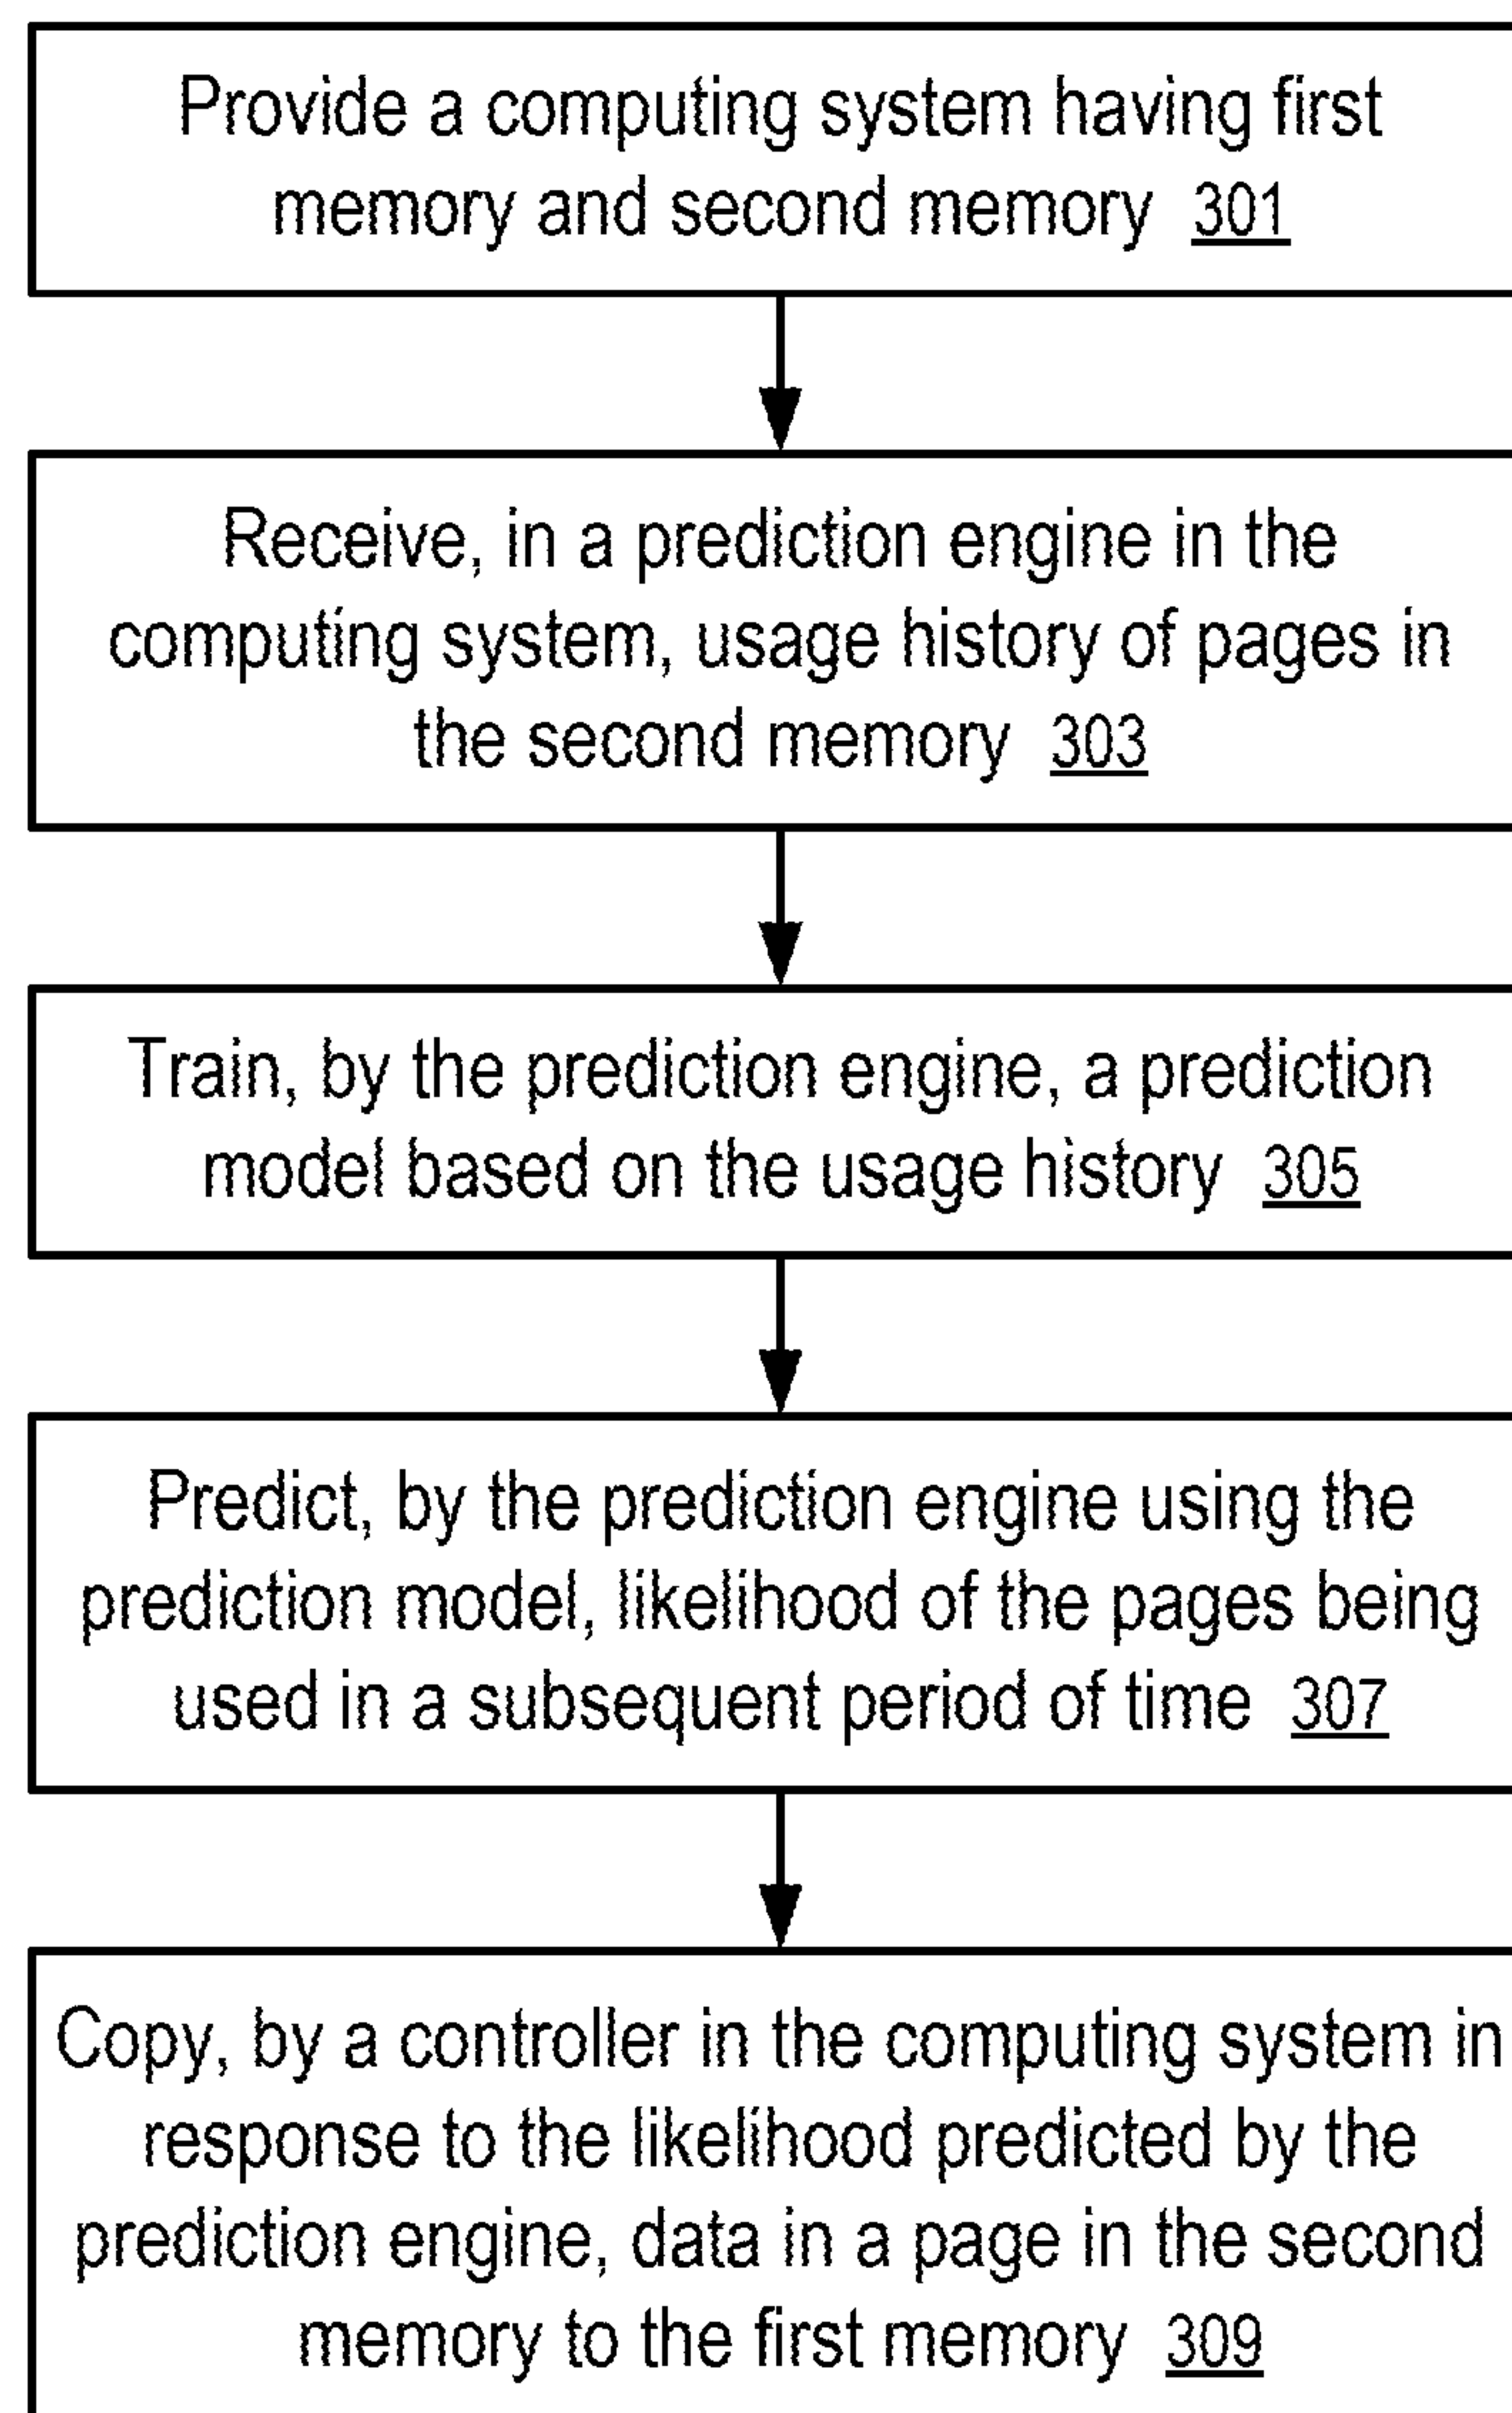 Provide a computing system having first
memory and second memory 301
Receive, in a prediction engine in the
computing system, usage history of pages in
the second memory 303
Train, by the prediction engine, a prediction
model based on the usage history 305
Predict, by the prediction engine using the
prediction model, likelihood of the pages being
used in a subsequent period of time 307
Copy, by a controller in the computing system in
response to the likelihood predicted by the
prediction engine, data in a page in the second
memory to the first memory 309